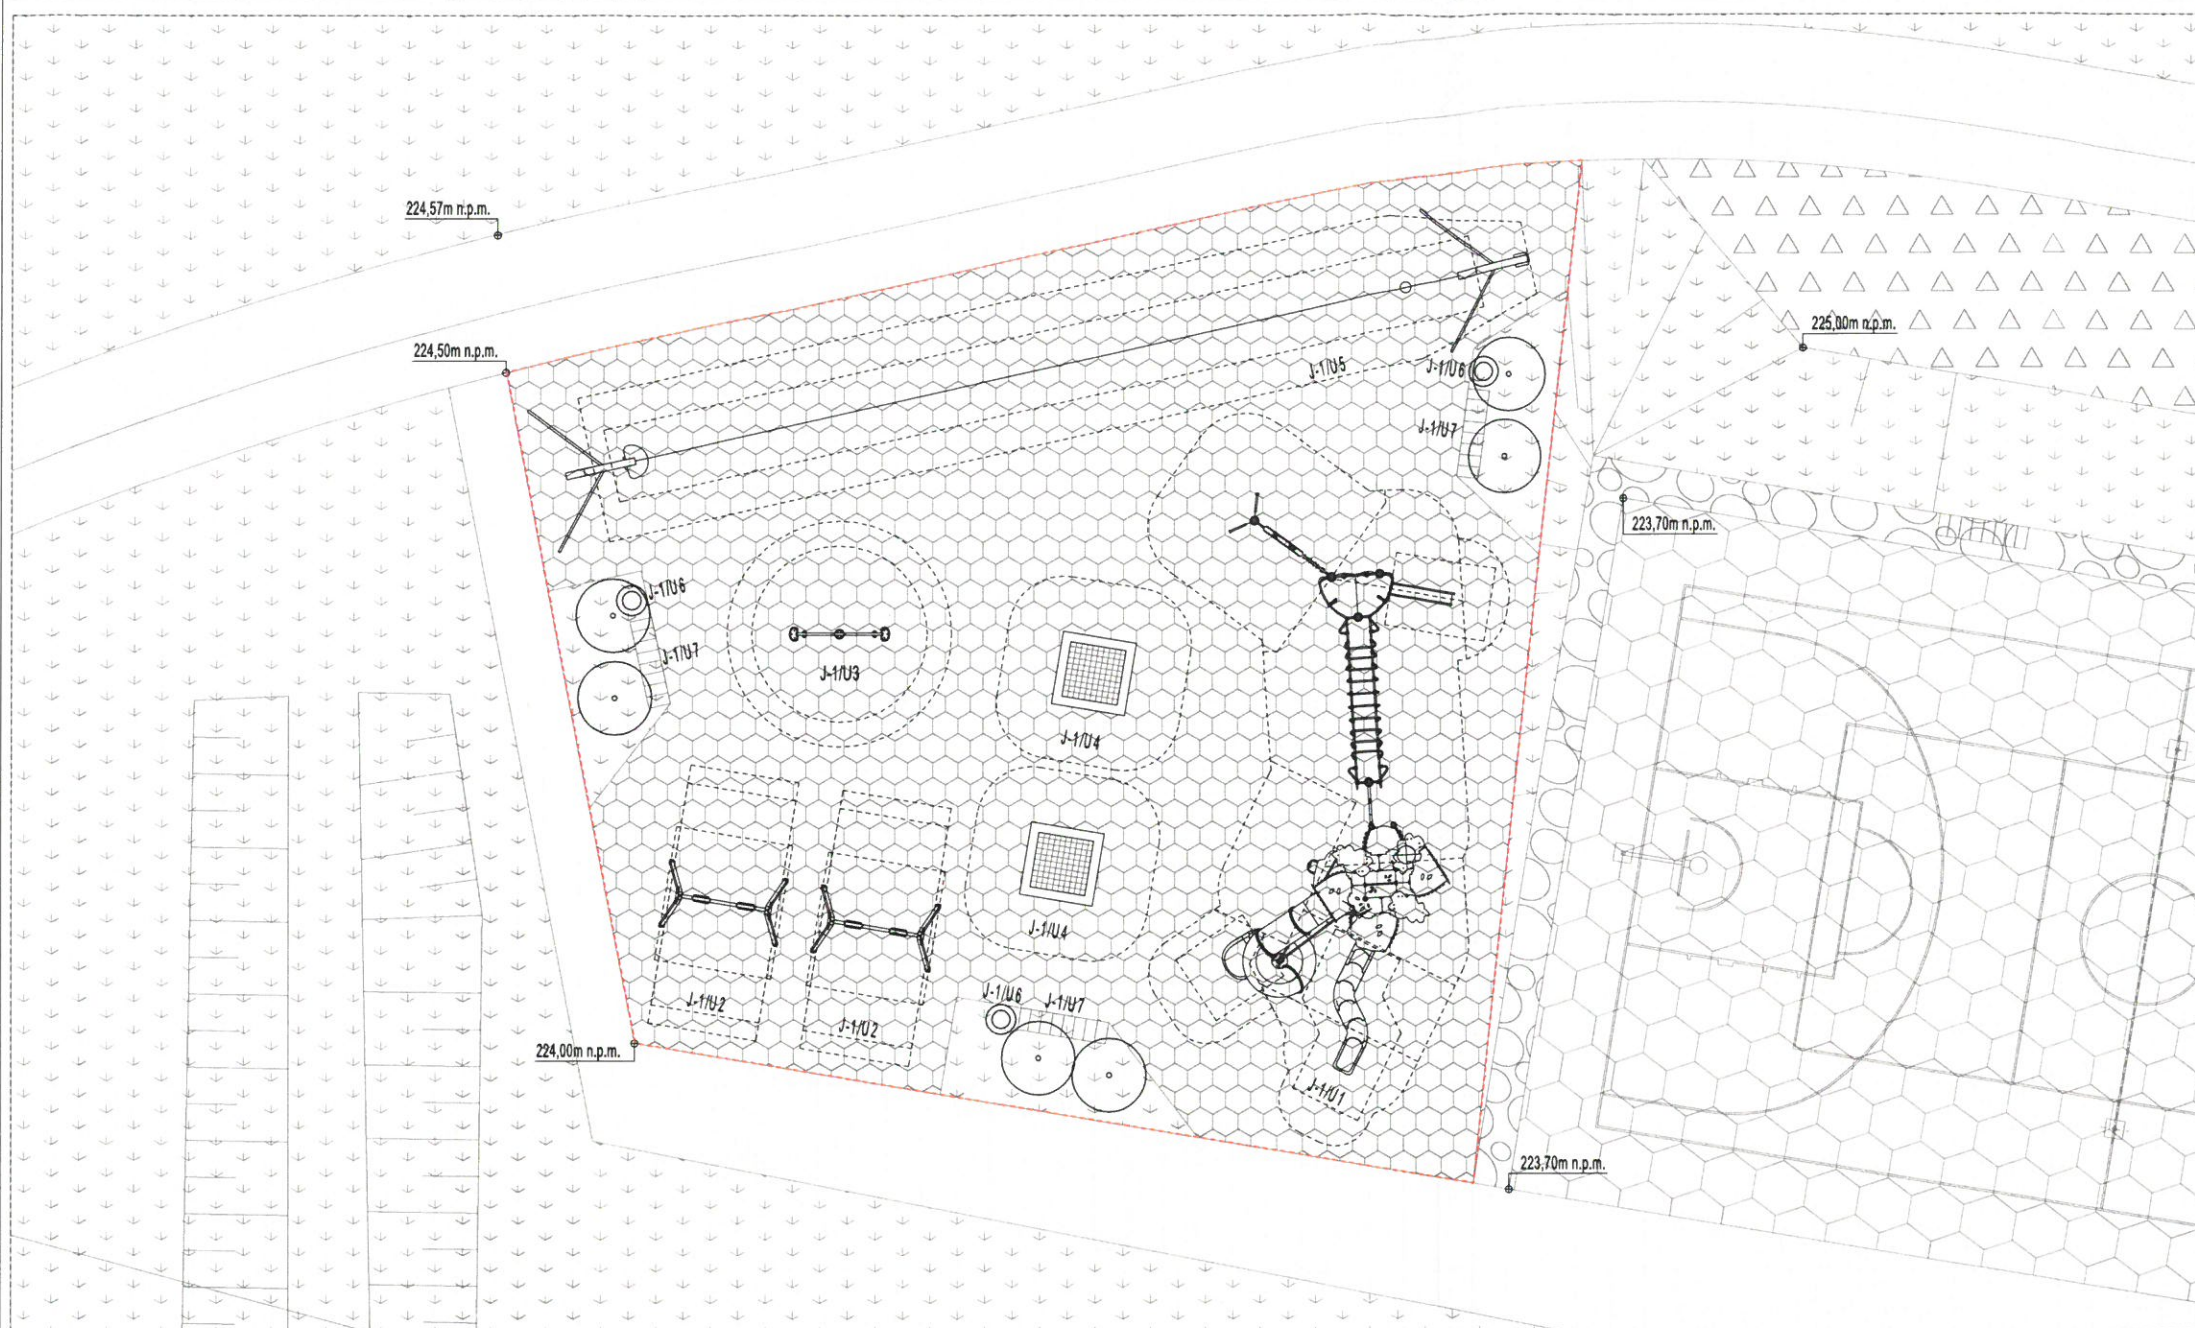 224,57m n.p.m.
224,50m n.p.m.
225,00m n.p.m.
J-1/U5
J-1/U6
J-1/U7
223,70m n.p.m.
J-1/U6
J-1/U7
J-1/U3
J-1/U4
J-1/U4
J-1/U2
J-1/U2
J-1/U6
J-1/U7
224,00m n.p.m.
J-1/U1
223,70m n.p.m.